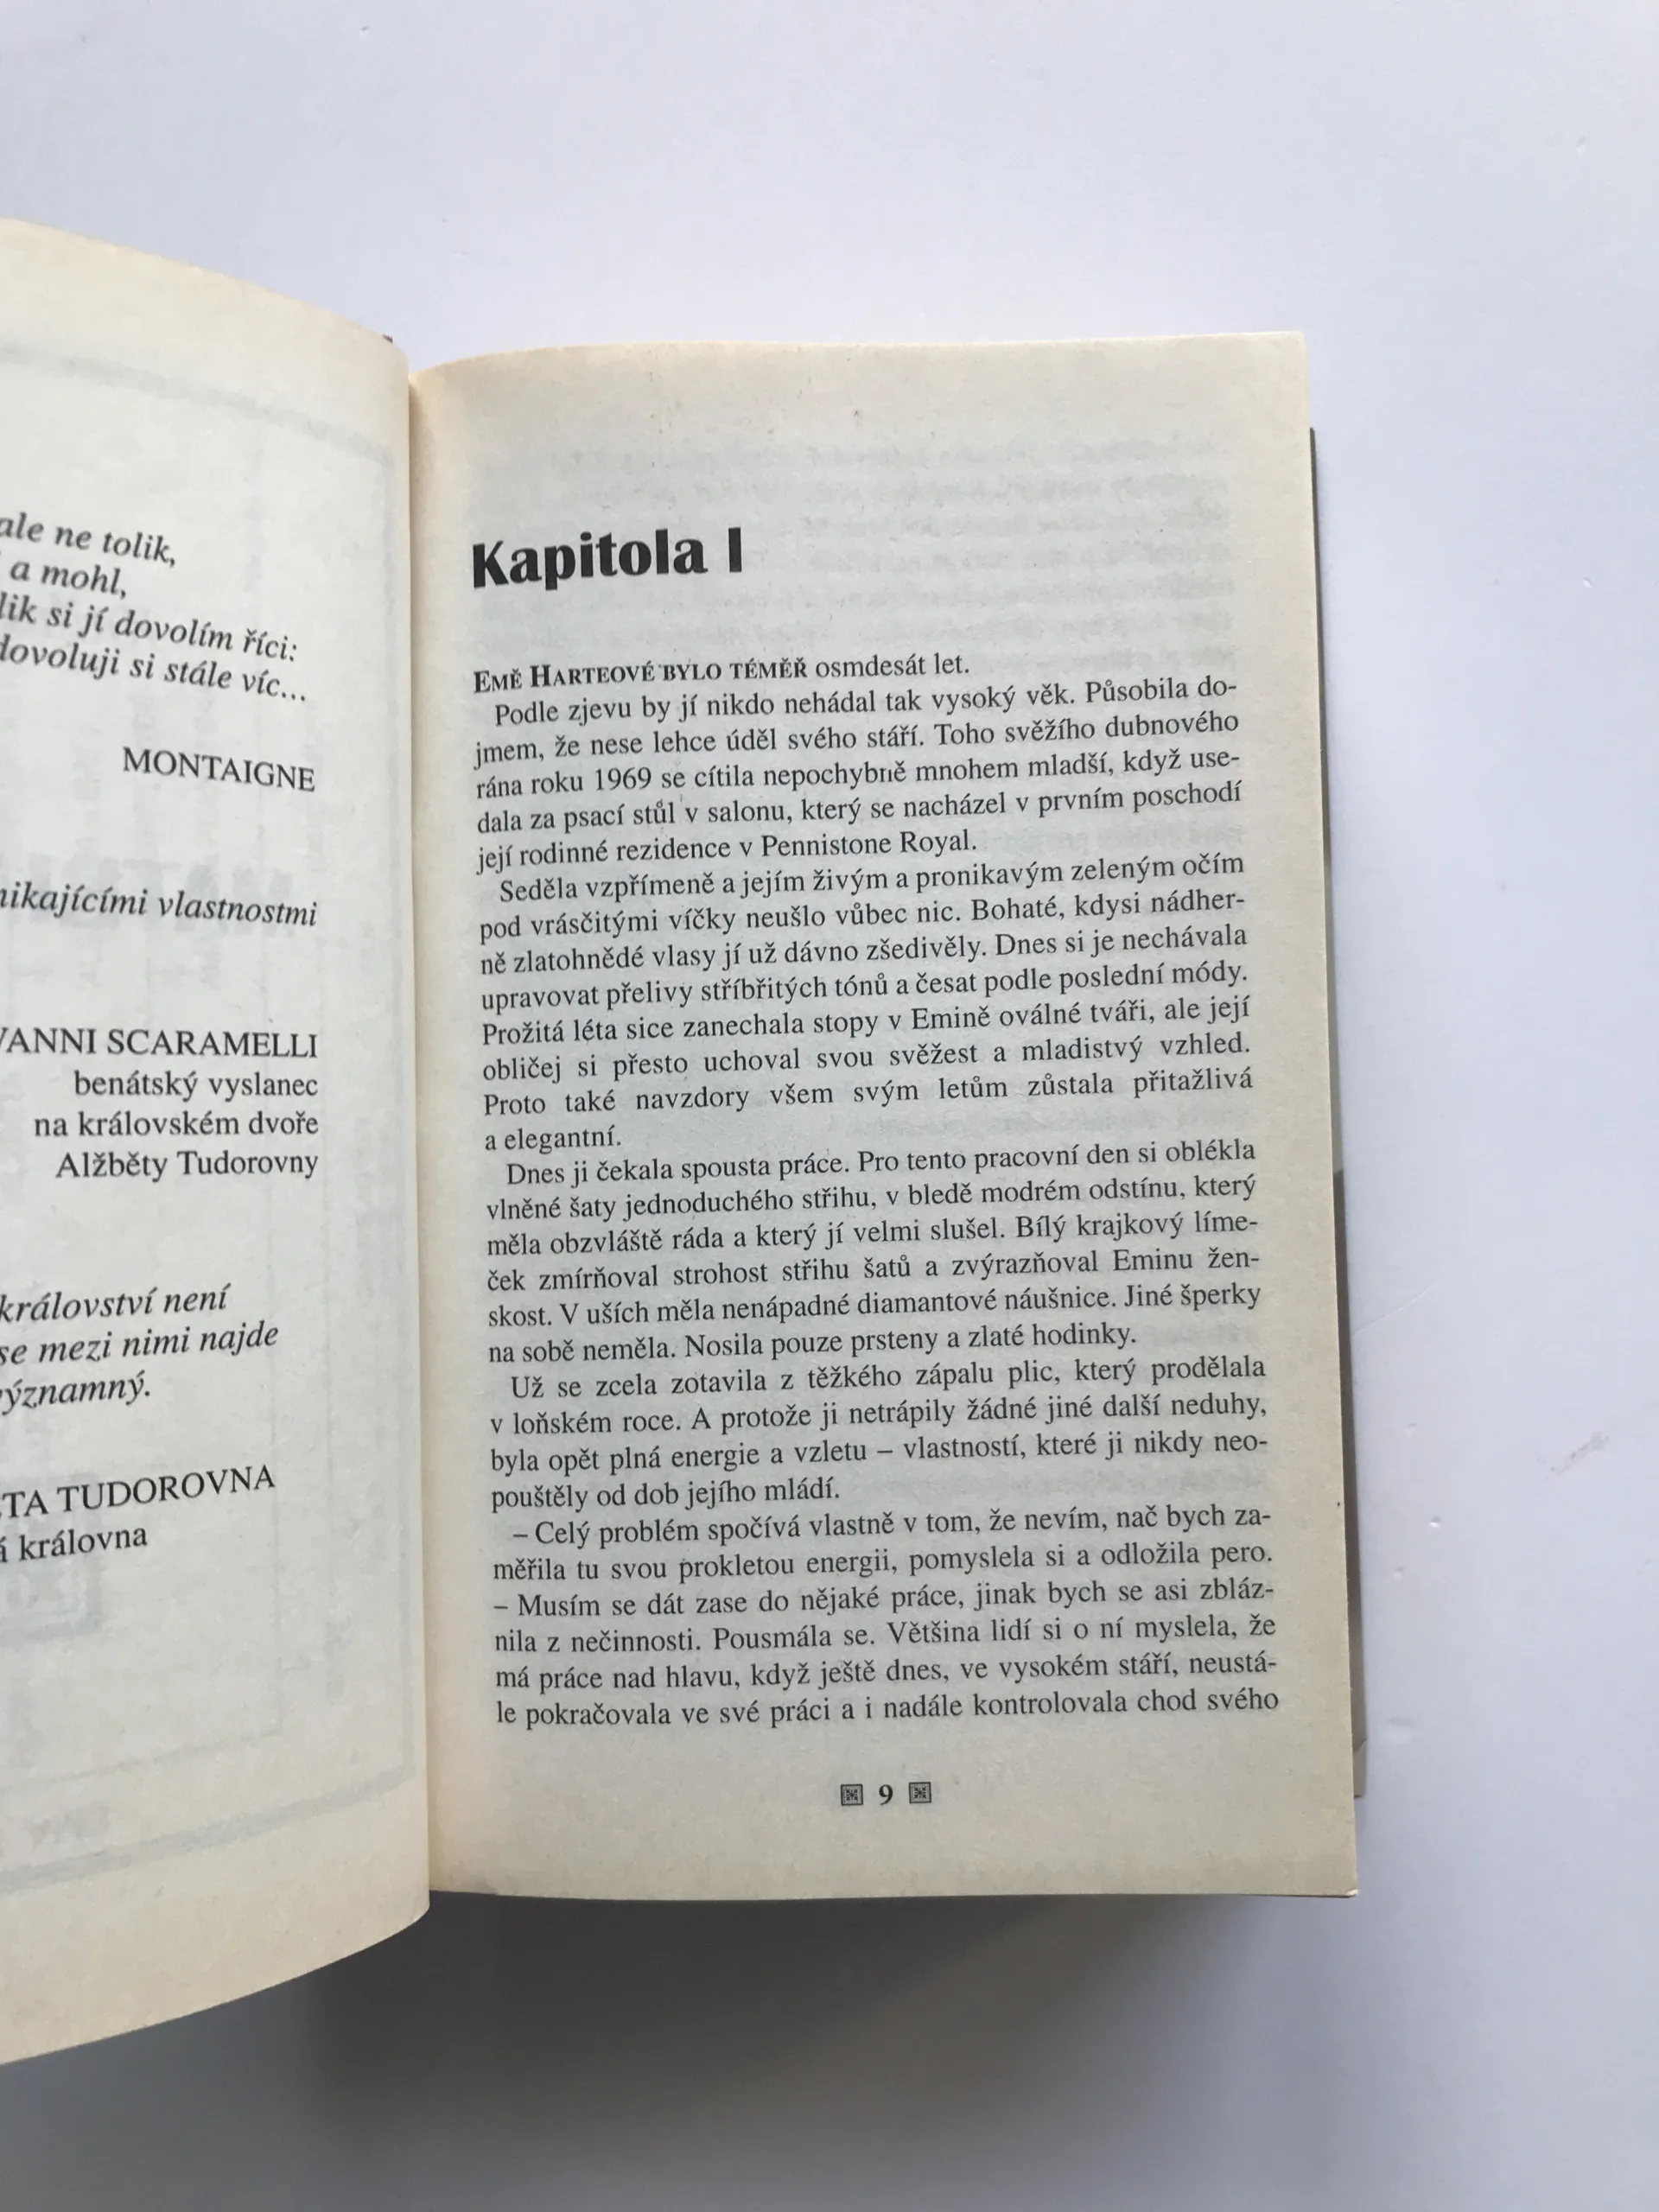 ale ne tolik,
a mohl,
si jí dovolím říci:
dovoluji si stále víc...
MONTAIGNE
vlastnostmi
SCARAMELLI
benátský vyslanec
na královském dvoře
Alžběty Tudorovny
království není
se mezi nimi najde
TUDOROVNA
královna
Kapitola I
EMĚ HARTEOVÉ BYLO TÉMĚŘ osmdesát let.
Podle zjevu by jí nikdo nehádal tak vysoký věk. Působila do-
jmem, že nese lehce úděl svého stáří. Toho svěžího dubnového
rána roku 1969 se cítila nepochybně mnohem mladší, když use-
dala za psací stůl v salonu, který se nacházel v prvním poschodí
její rodinné rezidence v Pennistone Royal.
Seděla vzpřímeně a jejím živým a pronikavým zeleným očím
pod vrásčitými víčky neušlo vůbec nic. Bohaté, kdysi nádher-
ně zlatohnědé vlasy jí už dávno zšedivěly. Dnes si je nechávala
upravovat přelivy stříbřitých tónů a česat podle poslední módy.
Prožitá léta sice zanechala stopy v Emině oválné tváři, ale její
obličej si přesto uchoval svou svěžest a mladistvý vzhled.
Proto také navzdory všem svým letům zůstala přitažlivá
a elegantní.
Dnes ji čekala spousta práce. Pro tento pracovní den si oblékla
vlněné šaty jednoduchého střihu, v bledě modrém odstínu, který
měla obzvláště ráda a který jí velmi slušel. Bílý krajkový líme-
ček zmírňoval strohost střihu šatů a zvýrazňoval Eminu žen-
skost. V uších měla nenápadné diamantové náušnice. Jiné šperky
na sobě neměla. Nosila pouze prsteny a zlaté hodinky.
Už se zcela zotavila z těžkého zápalu plic, který prodělala
v loňském roce. A protože ji netrápily žádné jiné další neduhy,
byla opět plná energie a vzletu – vlastností, které ji nikdy neo-
pouštěly od dob jejího mládí.
– Celý problém spočívá vlastně v tom, že nevím, nač bych za-
měřila tu svou prokletou energii, pomyslela si a odložila pero.
– Musím se dát zase do nějaké práce, jinak bych se asi zbláz-
nila z nečinnosti. Pousmála se. Většina lidí si o ní myslela, že
má práce nad hlavu, když ještě dnes, ve vysokém stáří, neustá-
le pokračovala ve své práci a i nadále kontrolovala chod svého
9